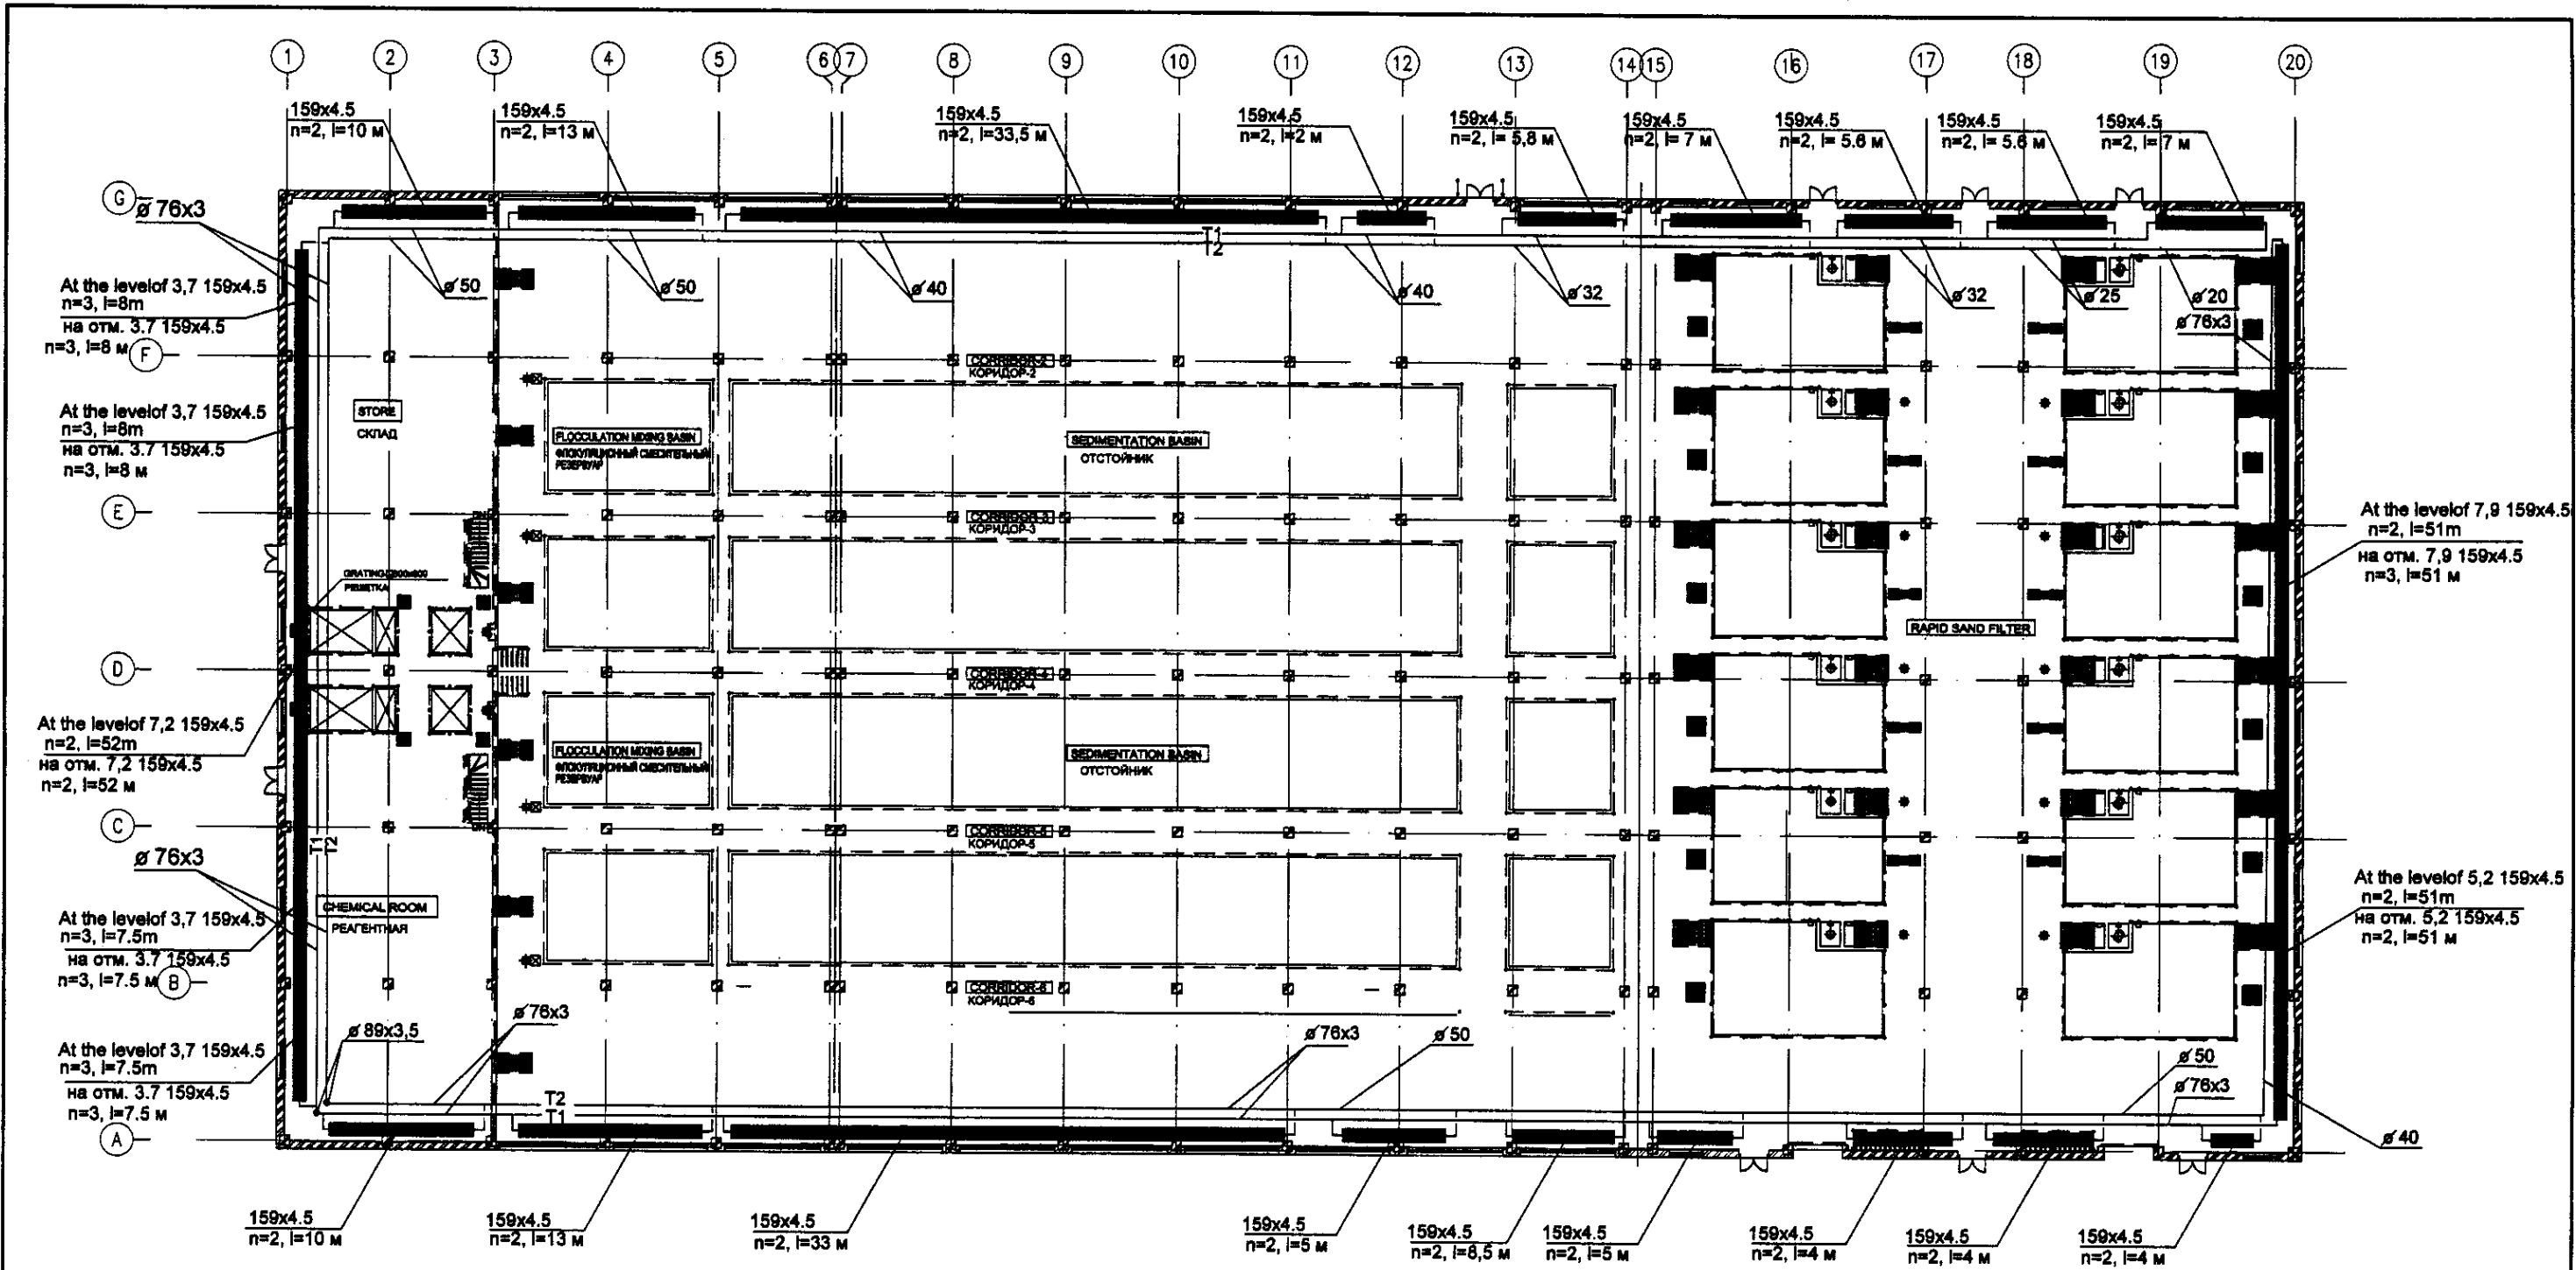 1 2 3 4 5 6 7 8 9 10 11 12 13 14 15 16 17 18 19 20
159x4.5
n=2, l=10 м
159x4.5
n=2, l=13 м
159x4.5
n=2, l=33,5 м
159x4.5
n=2, l=2 м
159x4.5
n=2, l= 5,8 м
159x4.5
n=2, l= 7 м
159x4.5
n=2, l= 5.6 м
159x4.5
n=2, l= 5.6 м
159x4.5
n=2, l= 7 м
G
ø 76x3
T1
T2
ø 50
ø 50
ø 40
ø 40
ø 32
ø 32
ø 25
ø 20
ø 76x3
At the levelof 3,7 159x4.5
n=3, l=8m
на отм. 3.7 159x4.5
n=3, l=8 м
F
CORRIDOR-2
КОРИДОР-2
At the levelof 3,7 159x4.5
n=3, l=8m
на отм. 3.7 159x4.5
n=3, l=8 м
STORE
СКЛАД
FLOCCULATION MIXING BASIN
ФЛОКУЛЯЦИОННЫЙ СМЕСИТЕЛЬНЫЙ
РЕЗЕРВУАР
SEDIMENTATION BASIN
ОТСТОЙНИК
E
CORRIDOR-3
КОРИДОР-3
At the levelof 7,9 159x4.5
n=2, l=51m
на отм. 7,9 159x4.5
n=3, l=51 м
GRATING
РЕШЕТКА
RAPID SAND FILTER
D
CORRIDOR-4
КОРИДОР-4
At the levelof 7,2 159x4.5
n=2, l=52m
на отм. 7,2 159x4.5
n=2, l=52 м
FLOCCULATION MIXING BASIN
ФЛОКУЛЯЦИОННЫЙ СМЕСИТЕЛЬНЫЙ
РЕЗЕРВУАР
SEDIMENTATION BASIN
ОТСТОЙНИК
C
CORRIDOR-5
КОРИДОР-5
T1
T2
ø 76x3
At the levelof 3,7 159x4.5
n=3, l=7.5m
на отм. 3.7 159x4.5
n=3, l=7.5 м
CHEMICAL ROOM
РЕАГЕНТНАЯ
At the levelof 5,2 159x4.5
n=2, l=51m
на отм. 5,2 159x4.5
n=2, l=51 м
B
CORRIDOR-6
КОРИДОР-6
ø 89x3,5
ø 76x3
ø 76x3
ø 50
ø 50
ø 76x3
At the levelof 3,7 159x4.5
n=3, l=7.5m
на отм. 3.7 159x4.5
n=3, l=7.5 м
T2
T1
A
ø 40
159x4.5
n=2, l=10 м
159x4.5
n=2, l=13 м
159x4.5
n=2, l=33 м
159x4.5
n=2, l=5 м
159x4.5
n=2, l=8,5 м
159x4.5
n=2, l=5 м
159x4.5
n=2, l=4 м
159x4.5
n=2, l=4 м
159x4.5
n=2, l=4 м